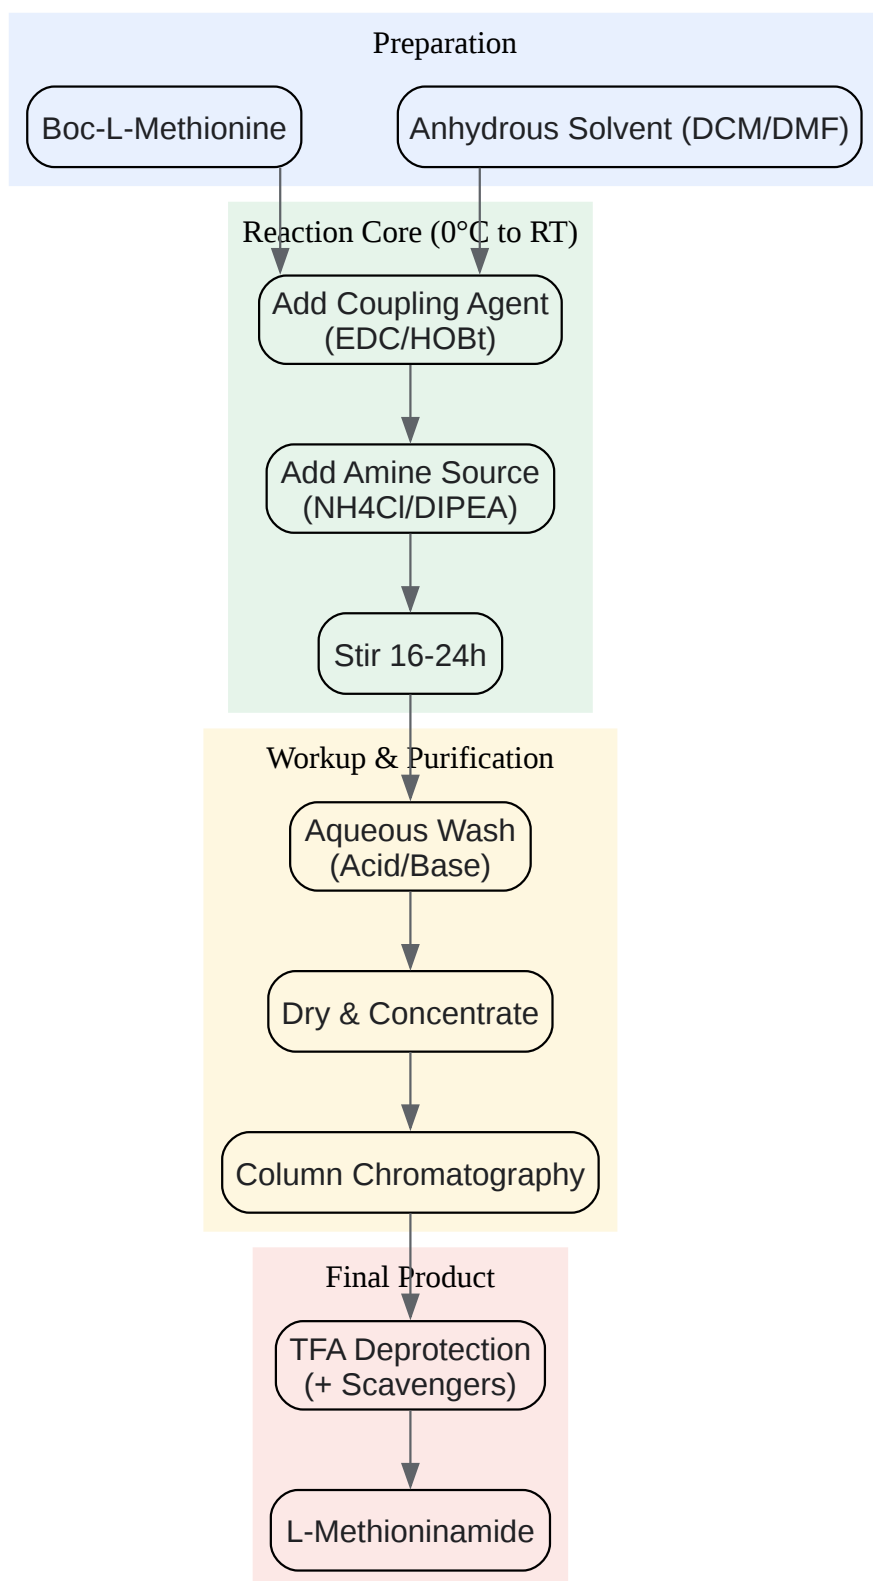 Preparation
Boc-L-Methionine
Anhydrous Solvent (DCM/DMF)
Reaction Core (0°C to RT)
Add Coupling Agent
(EDC/HOBt)
Add Amine Source
(NH4Cl/DIPEA)
Stir 16-24h
Workup & Purification
Aqueous Wash
(Acid/Base)
Dry & Concentrate
Column Chromatography
Final Product
TFA Deprotection
(+ Scavengers)
L-Methioninamide